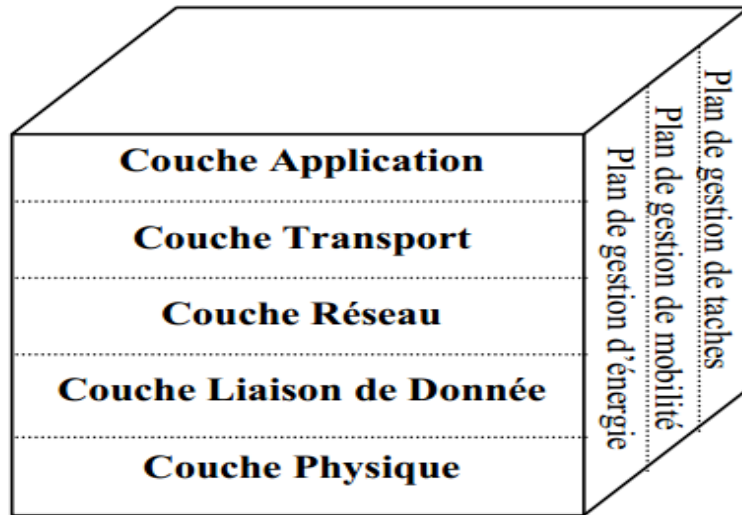 Couche Application
Couche Transport
Couche Réseau
Couche Liaison de Donnée
Couche Physique
Plan de gestion d'énergie
Plan de gestion de mobilité
Plan de gestion de taches